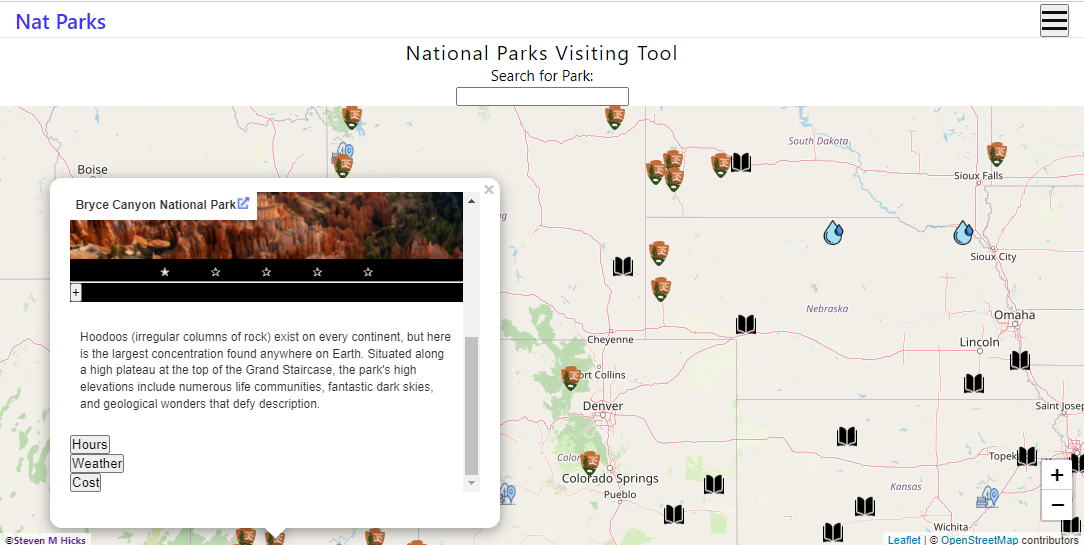 Nat Parks
National Parks Visiting Tool
Search for Park:
South Dakota
Boise
Sioux Falls
×
Bryce Canyon National Park
Sioux City
+
Nebraska
Omaha
Cheyenne
Hoodoos (irregular columns of rock) exist on every continent, but here
is the largest concentration found anywhere on Earth. Situated along
a high plateau at the top of the Grand Staircase, the park's high
elevations include numerous life communities, fantastic dark skies,
and geological wonders that defy description.
Lincoln
ort Collins
Denver
Saint Josep
Hours
Weather
Cost
Colo
Topek
Colorado Springs
Kansas
Pueblo
+
−
Wichita
©Steven M Hicks
Leaflet | © OpenStreetMap contributors